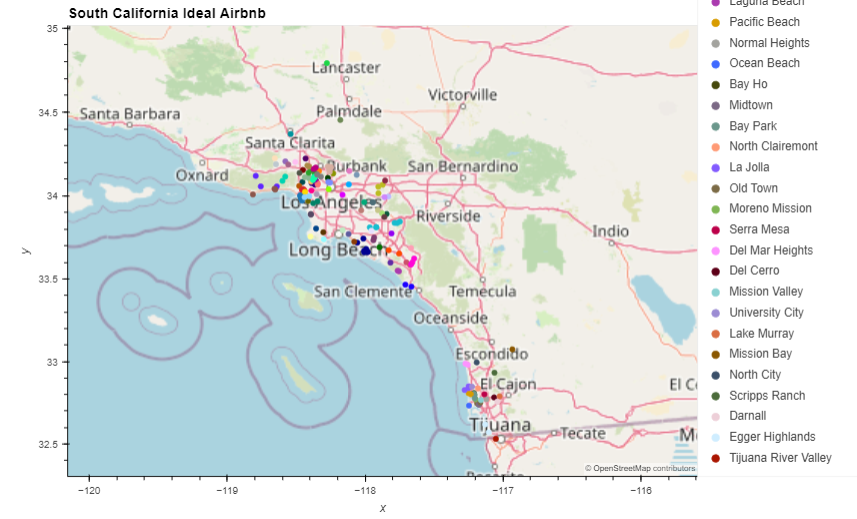 South California Ideal Airbnb
35
34.5
34
33.5
33
32.5
y
Lancaster
Palmdale
Victorville
Santa Barbara
Santa Clarita
Oxnard
Burbank
San Bernardino
Los Angeles
Riverside
Long Beach
Indio
San Clemente
Temecula
Oceanside
Escondido
El Cajon
El C
Tijuana
Tecate
M
© OpenStreetMap contributors
−120
−119
−118
−117
−116
x
Laguna Beach
Pacific Beach
Normal Heights
Ocean Beach
Bay Ho
Midtown
Bay Park
North Clairemont
La Jolla
Old Town
Moreno Mission
Serra Mesa
Del Mar Heights
Del Cerro
Mission Valley
University City
Lake Murray
Mission Bay
North City
Scripps Ranch
Darnall
Egger Highlands
Tijuana River Valley